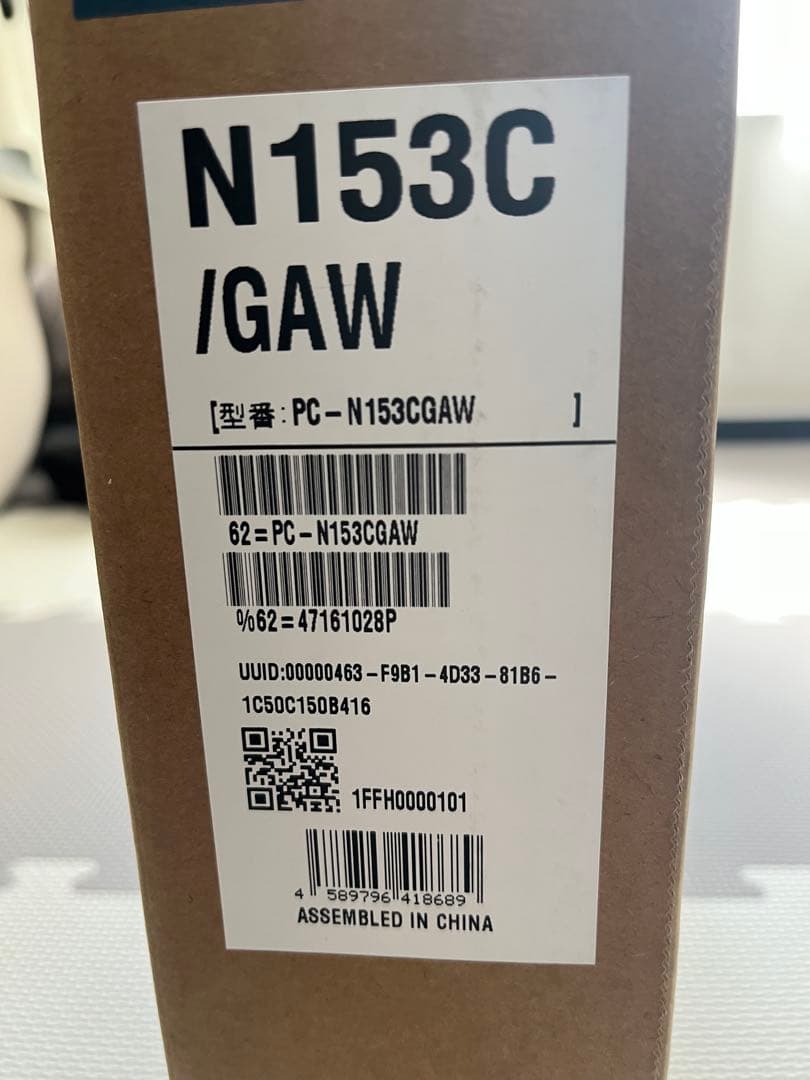 N153C
/GAW
[型番:PC-N153CGAW ]
62=PC-N153CGAW
%62=47161028P
UUID:00000463-F9B1-4D33-81B6-
1C50C150B416
1FFH0000101
4 589796 418689
ASSEMBLED IN CHINA